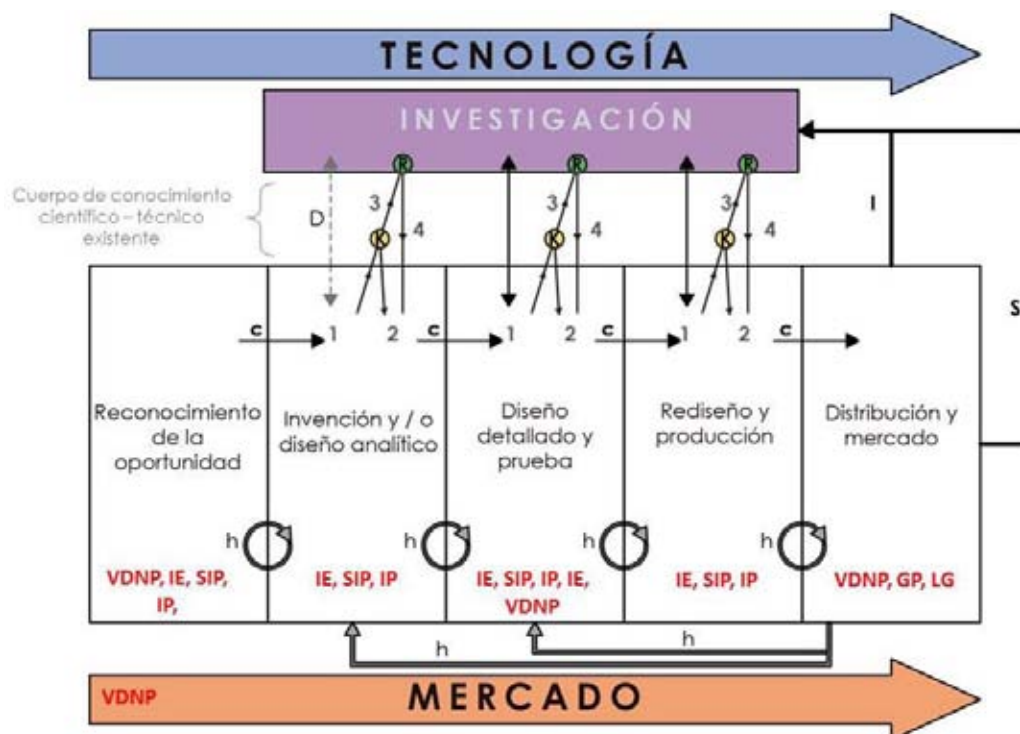 TECNOLOGÍA
INVESTIGACIÓN
R
R
R
Cuerpo de conocimiento
científico – técnico
existente
D
3
4
K
3
4
K
3
4
K
I
S
c
1
2
c
1
2
c
1
2
c
Reconocimiento
de la
oportunidad
Invención y / o
diseño analítico
Diseño
detallado y
prueba
Rediseño y
producción
Distribución y
mercado
h
h
h
h
VDNP, IE, SIP,
IP,
IE, SIP, IP
IE, SIP, IP, IE,
VDNP
IE, SIP, IP
VDNP, GP, LG
h
h
VDNP
MERCADO